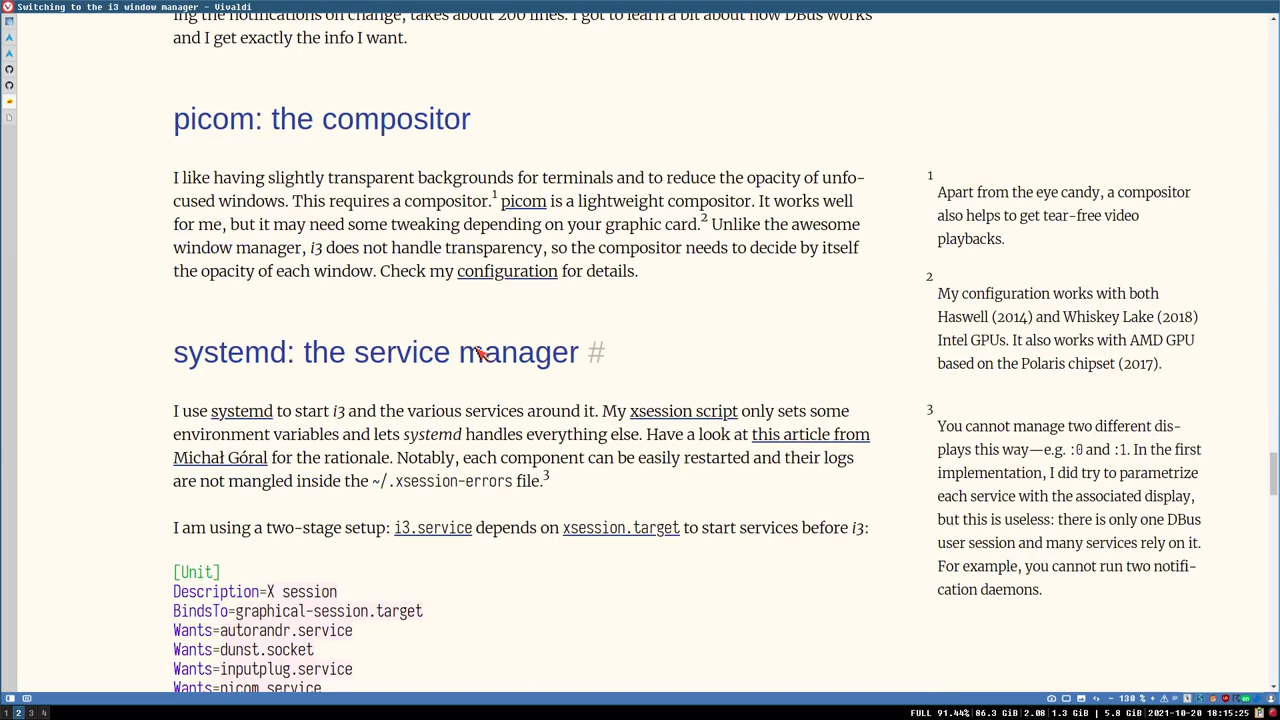 Switching to the i3 window manager - Vivaldi
ing the notifications on change, takes about 200 lines. I got to learn a bit about how DBus works
and I get exactly the info I want.
picom: the compositor
I like having slightly transparent backgrounds for terminals and to reduce the opacity of unfo-
cused windows. This requires a compositor.1 picom is a lightweight compositor. It works well
for me, but it may need some tweaking depending on your graphic card.2 Unlike the awesome
window manager, i3 does not handle transparency, so the compositor needs to decide by itself
the opacity of each window. Check my configuration for details.
systemd: the service manager #
I use systemd to start i3 and the various services around it. My xsession script only sets some
environment variables and lets systemd handles everything else. Have a look at this article from
Michał Góral for the rationale. Notably, each component can be easily restarted and their logs
are not mangled inside the ~/.xsession-errors file.3
I am using a two-stage setup: i3.service depends on xsession.target to start services before i3:
[Unit]
Description=X session
BindsTo=graphical-session.target
Wants=autorandr.service
Wants=dunst.socket
Wants=inputplug.service
Wants=picom.service
1
Apart from the eye candy, a compositor
also helps to get tear-free video
playbacks.
2
My configuration works with both
Haswell (2014) and Whiskey Lake (2018)
Intel GPUs. It also works with AMD GPU
based on the Polaris chipset (2017).
3
You cannot manage two different dis-
plays this way—e.g. :0 and :1. In the first
implementation, I did try to parametrize
each service with the associated display,
but this is useless: there is only one DBus
user session and many services rely on it.
For example, you cannot run two notifi-
cation daemons.
- 130 % +
1 2 3 4
FULL 91.44% | 86.3 GiB | 2.08 | 1.3 GiB | 5.8 GiB | 2021-10-20 18:15:25